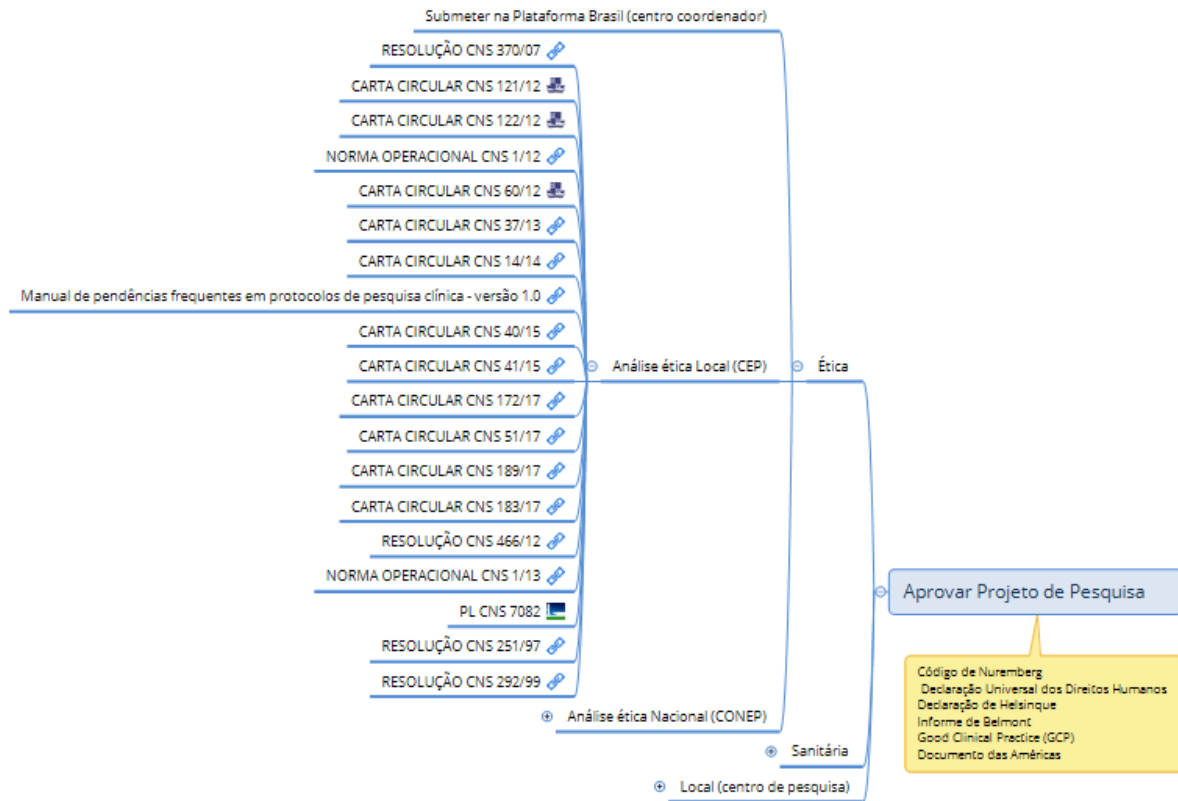 Submeter na Plataforma Brasil (centro coordenador)
RESOLUÇÃO CNS 370/07
CARTA CIRCULAR CNS 121/12
CARTA CIRCULAR CNS 122/12
NORMA OPERACIONAL CNS 1/12
CARTA CIRCULAR CNS 60/12
CARTA CIRCULAR CNS 37/13
CARTA CIRCULAR CNS 14/14
Manual de pendências frequentes em protocolos de pesquisa clínica - versão 1.0
CARTA CIRCULAR CNS 40/15
CARTA CIRCULAR CNS 41/15
CARTA CIRCULAR CNS 172/17
CARTA CIRCULAR CNS 51/17
CARTA CIRCULAR CNS 189/17
CARTA CIRCULAR CNS 183/17
RESOLUÇÃO CNS 466/12
NORMA OPERACIONAL CNS 1/13
PL CNS 7082
RESOLUÇÃO CNS 251/97
RESOLUÇÃO CNS 292/99
Análise ética Local (CEP)
Ética
Análise ética Nacional (CONEP)
Sanitária
Local (centro de pesquisa)
Aprovar Projeto de Pesquisa
Código de Nuremberg
Declaração Universal dos Direitos Humanos
Declaração de Helsinque
Informe de Belmont
Good Clinical Practice (GCP)
Documento das Américas